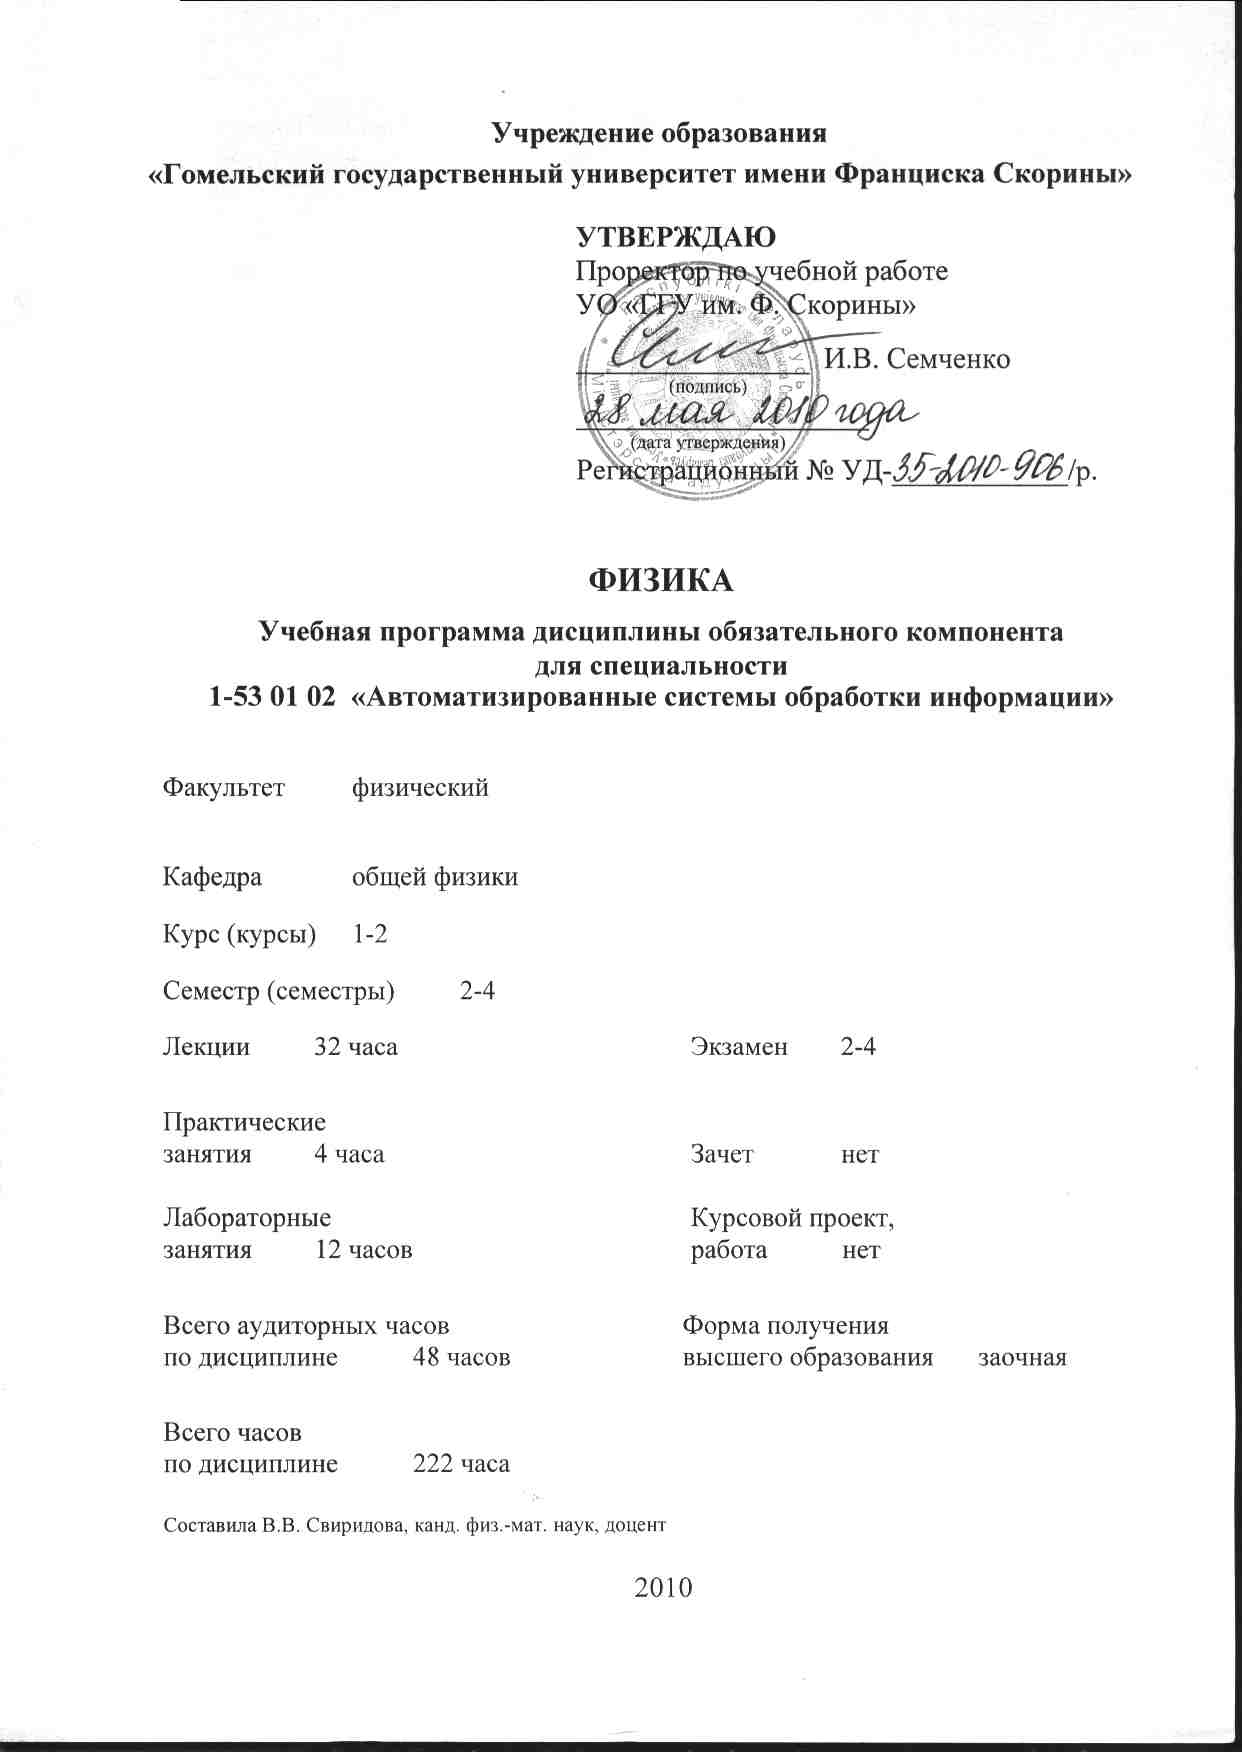 Учреждение образования
«Гомельский государственный университет имени Франциска Скорины»
УТВЕРЖДАЮ
Проректор по учебной работе
УО «ГГУ им. Ф. Скорины»
И.В. Семченко
(подпись)
28 мая 2010 года
(дата утверждения)
Регистрационный № УД-35-2010-906/р.
ФИЗИКА
Учебная программа дисциплины обязательного компонента
для специальности
1-53 01 02 «Автоматизированные системы обработки информации»
Факультет физический
Кафедра общей физики
Курс (курсы) 1-2
Семестр (семестры) 2-4
Лекции 32 часа Экзамен 2-4
Практические
занятия 4 часа Зачет нет
Лабораторные Курсовой проект,
занятия 12 часов работа нет
Всего аудиторных часов Форма получения
по дисциплине 48 часов высшего образования заочная
Всего часов
по дисциплине 222 часа
Составила В.В. Свиридова, канд. физ.-мат. наук, доцент
2010